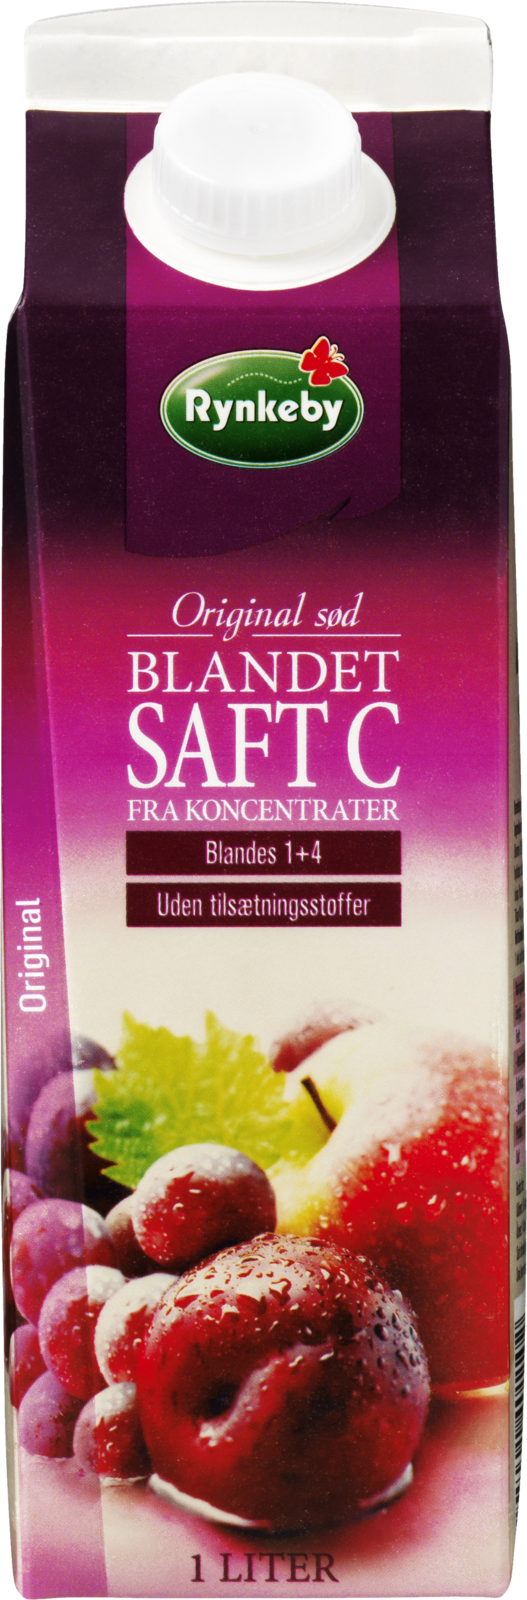 Rynkeby
Original sød
BLANDET
SAFT C
FRA KONCENTRATER
Blandes 1+4
Uden tilsætningsstoffer
Original
1 LITER